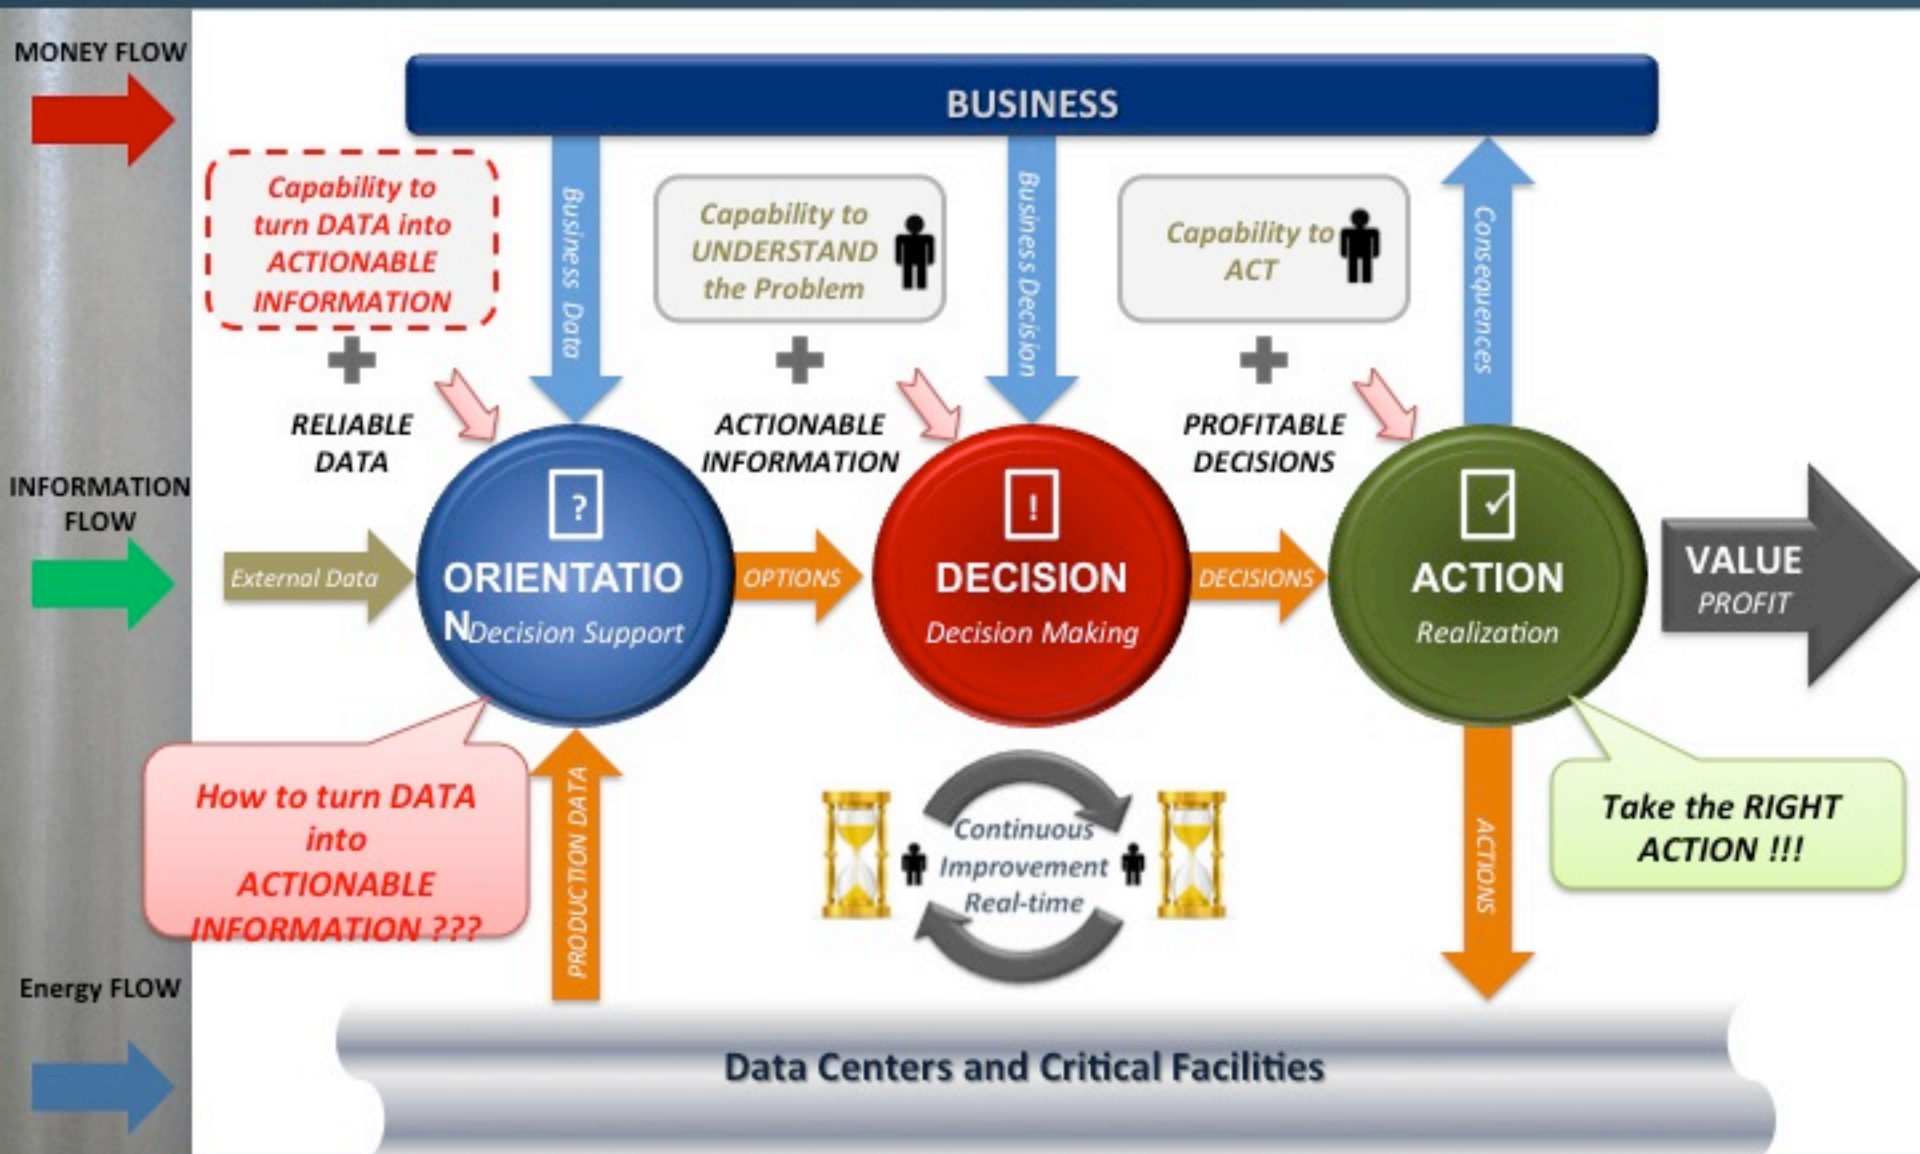 MONEY FLOW
BUSINESS
Capability to
turn DATA into
ACTIONABLE
INFORMATION
Business Data
Capability to
UNDERSTAND
the Problem
Business Decision
Capability to
ACT
Consequences
RELIABLE
DATA
ACTIONABLE
INFORMATION
PROFITABLE
DECISIONS
INFORMATION
FLOW
External Data
?
ORIENTATIO
N
Decision Support
OPTIONS
!
DECISION
Decision Making
DECISIONS
ACTION
Realization
VALUE
PROFIT
How to turn DATA
into
ACTIONABLE
INFORMATION ???
PRODUCTION DATA
Continuous
Improvement
Real-time
ACTIONS
Take the RIGHT
ACTION !!!
Energy FLOW
Data Centers and Critical Facilities